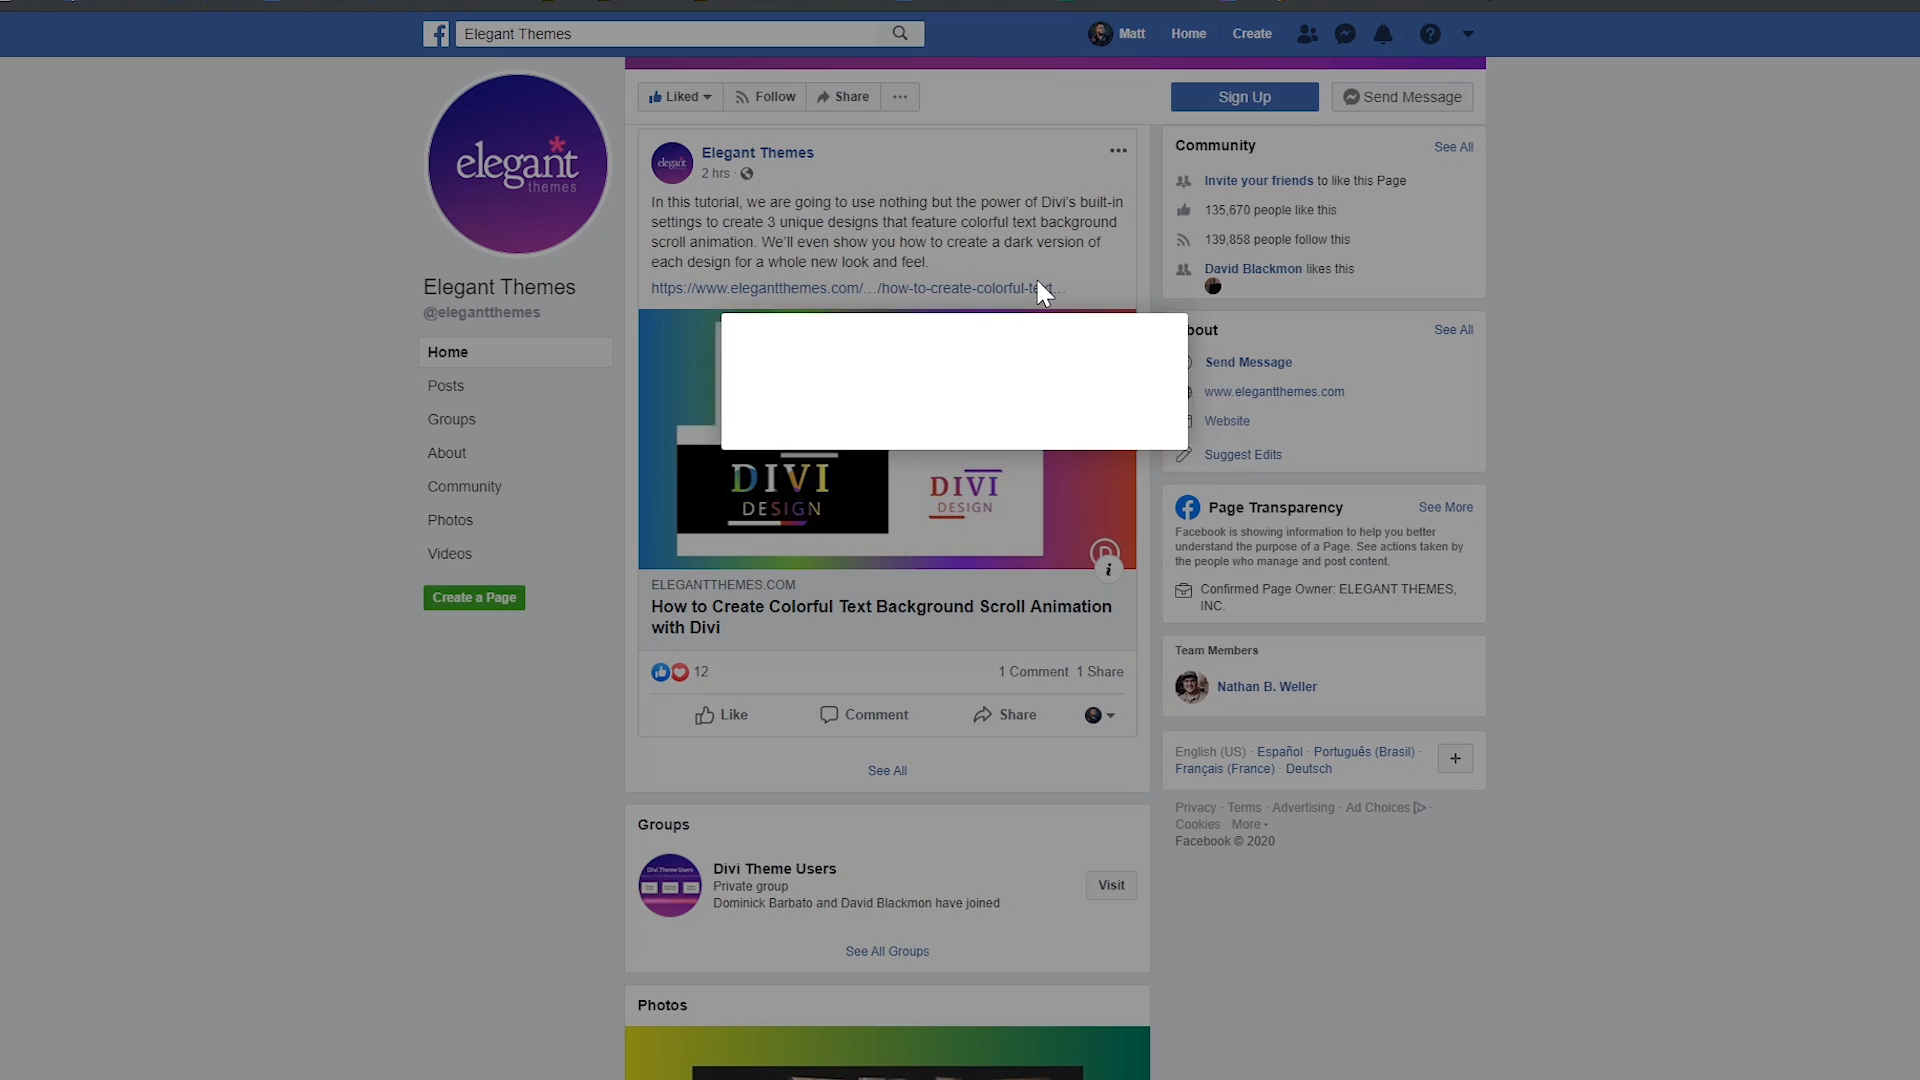 Elegant Themes
Matt
Home
Create
elegant
themes
Elegant Themes
@elegantthemes
Home
Posts
Groups
About
Community
Photos
Videos
Create a Page
Liked
Follow
Share
Sign Up
Send Message
elegant
Elegant Themes
2 hrs ·
In this tutorial, we are going to use nothing but the power of Divi's built-in
settings to create 3 unique designs that feature colorful text background
scroll animation. We'll even show you how to create a dark version of
each design for a whole new look and feel.
https://www.elegantthemes.com/.../how-to-create-colorful-text...
DIVI
DESIGN
DIVI
DESIGN
D
i
ELEGANTTHEMES.COM
How to Create Colorful Text Background Scroll Animation
with Divi
12
1 Comment 1 Share
Like
Comment
Share
See All
Groups
Divi Theme Users
Divi Theme Users
Private group
Dominick Barbato and David Blackmon have joined
Visit
See All Groups
Photos
Community
See All
Invite your friends to like this Page
135,670 people like this
139,858 people follow this
David Blackmon likes this
bout
See All
Send Message
www.elegantthemes.com
Website
Suggest Edits
Page Transparency
See More
Facebook is showing information to help you better
understand the purpose of a Page. See actions taken by
the people who manage and post content.
Confirmed Page Owner: ELEGANT THEMES,
INC.
Team Members
Nathan B. Weller
English (US) · Español · Português (Brasil) ·
Français (France) · Deutsch
Privacy · Terms · Advertising · Ad Choices ·
Cookies · More
Facebook © 2020